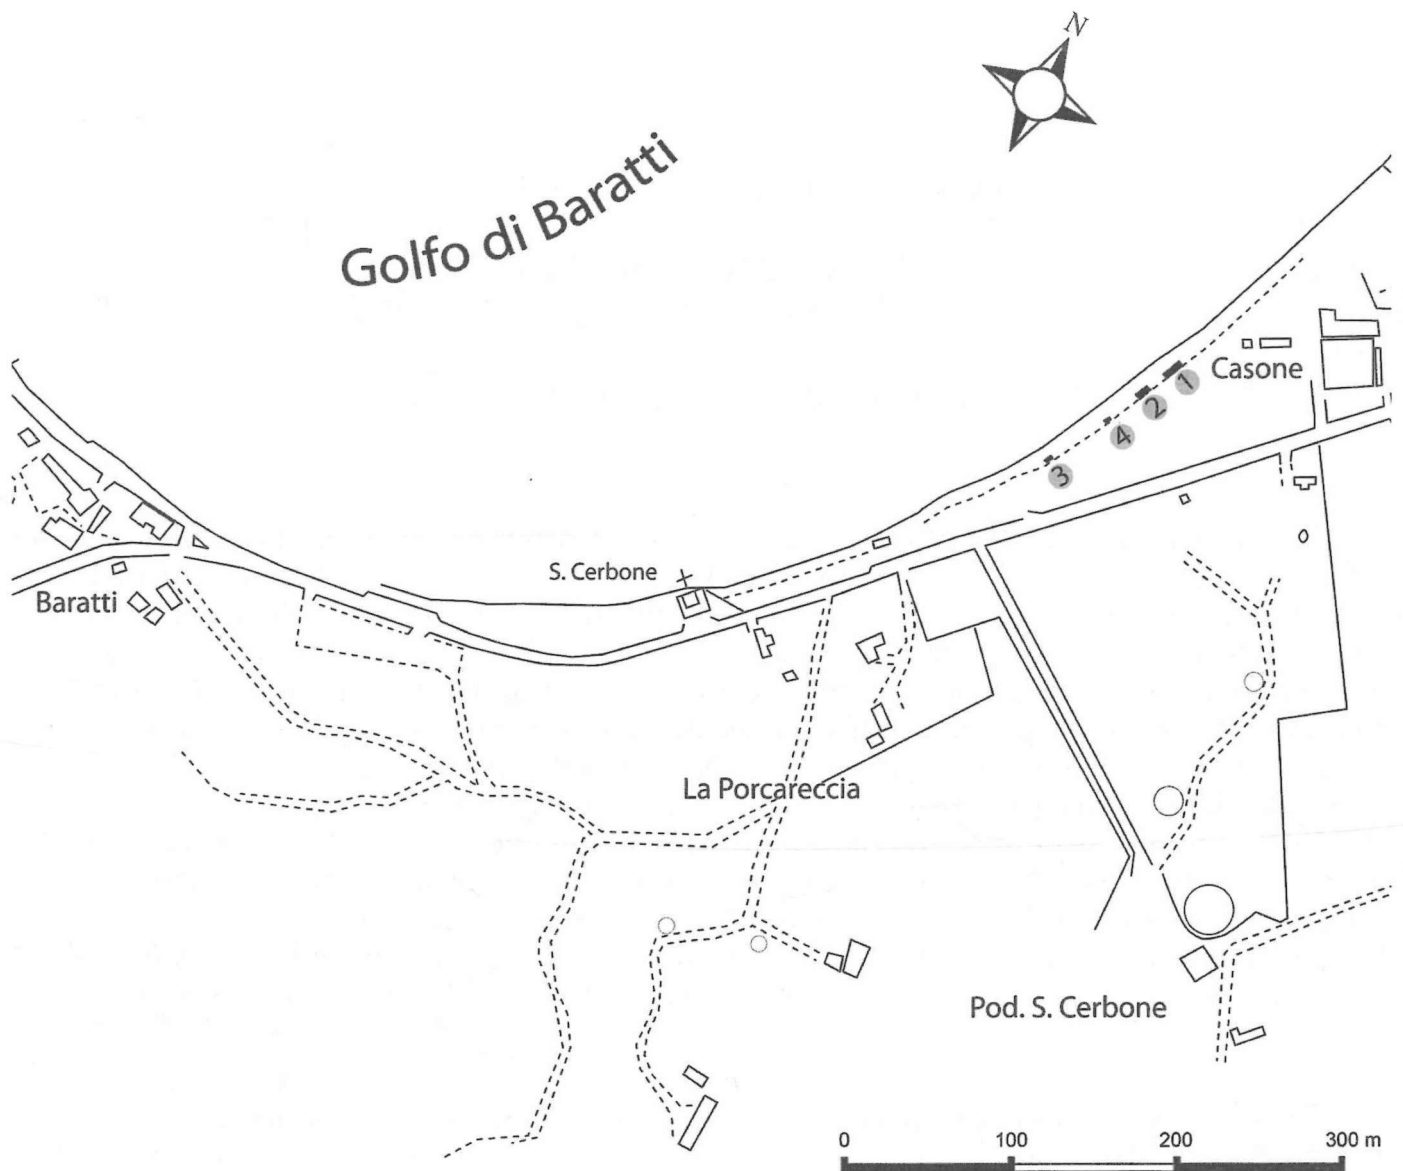 N
Golfo di Baratti
Casone
1
2
4
3
S. Cerbone
Baratti
La Porcareccia
Pod. S. Cerbone
0 100 200 300 m